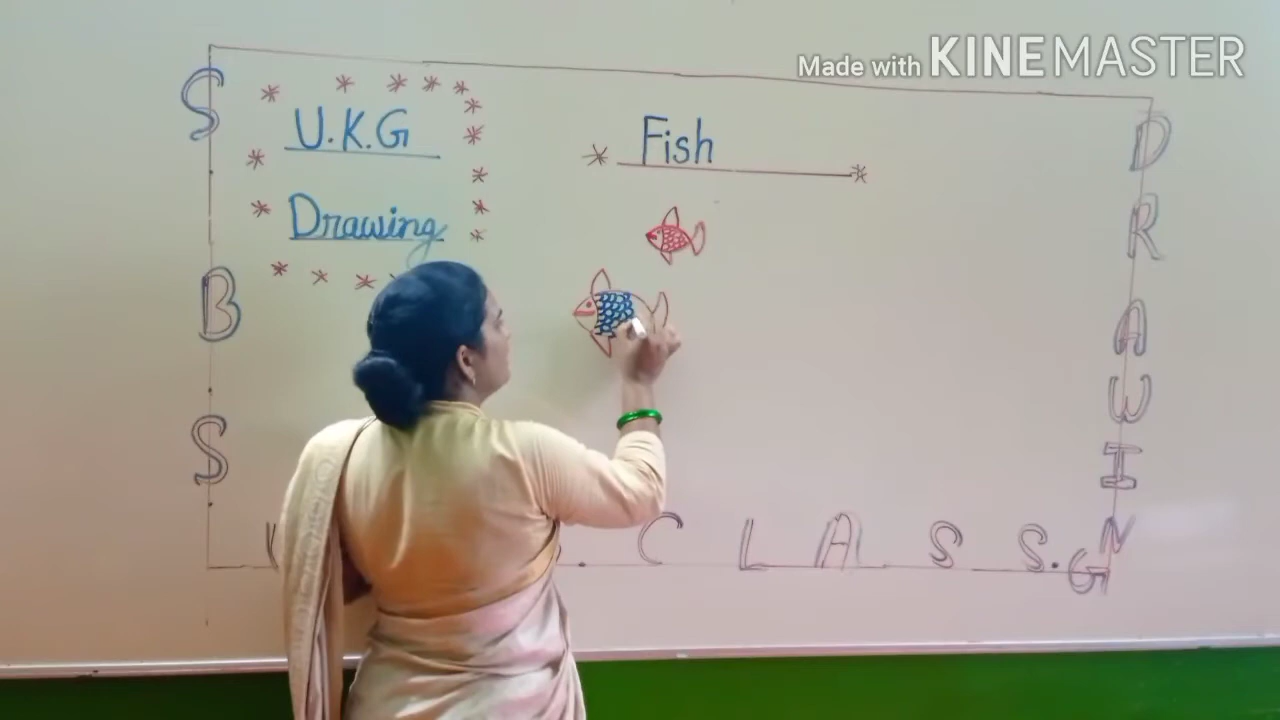 Made with KINEMASTER
U.K.G
Fish
Drawing
S.B.S.
C L A S S.
D R A W I N G